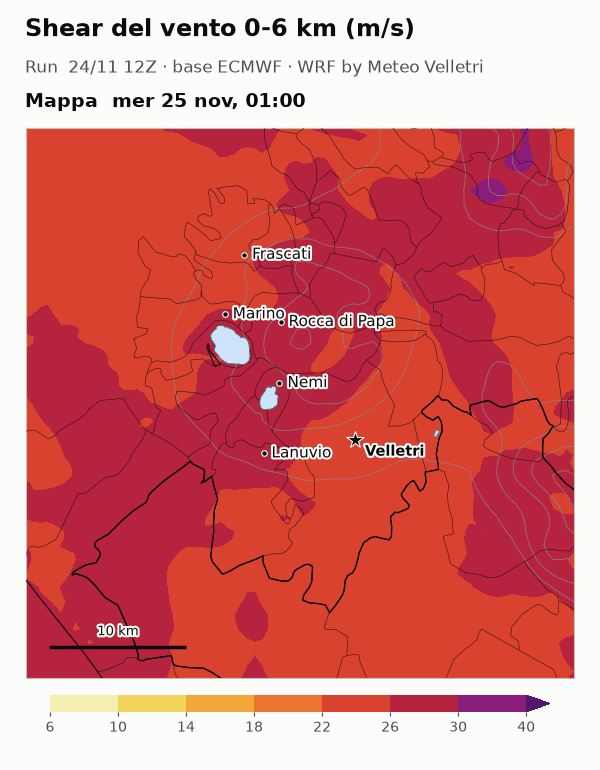 Shear del vento 0-6 km (m/s)
Run  24/11 12Z · base ECMWF · WRF by Meteo Velletri
Mappa  mer 25 nov, 01:00
Frascati
Marino
Rocca di Papa
Nemi
Velletri
Lanuvio
10 km
6 10 14 18 22 26 30 40